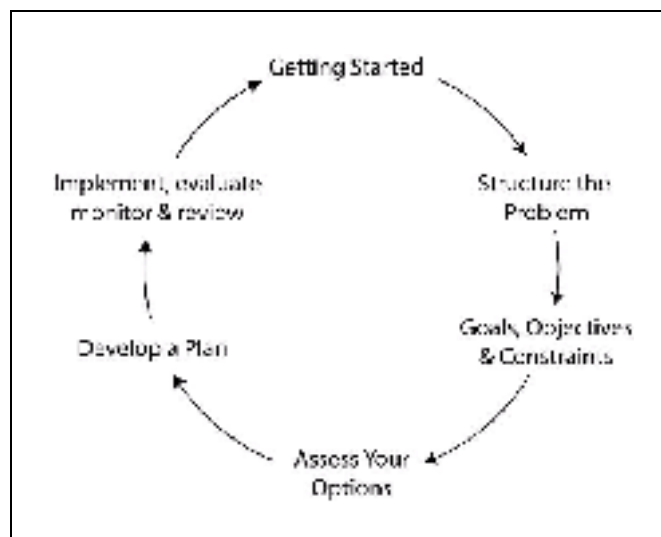 Getting Started
Structure the
Problem
Goals, Objectives
& Constraints
Assess Your
Options
Develop a Plan
Implement, evaluate
monitor & review